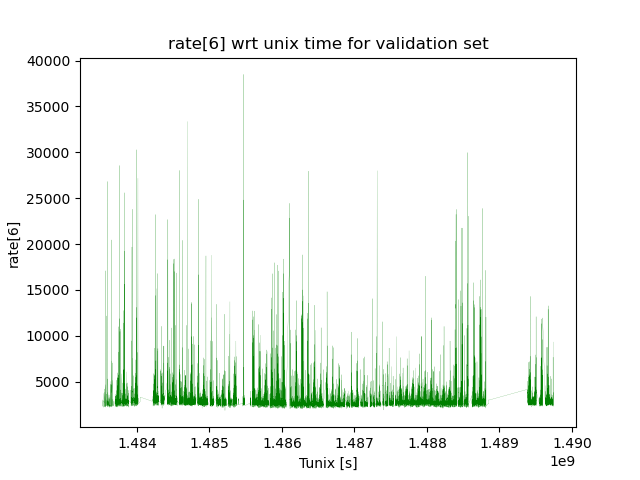 rate[6] wrt unix time for validation set
40000
35000
30000
25000
20000
15000
10000
5000
rate[6]
1.484 1.485 1.486 1.487 1.488 1.489 1.490
1e9
Tunix [s]